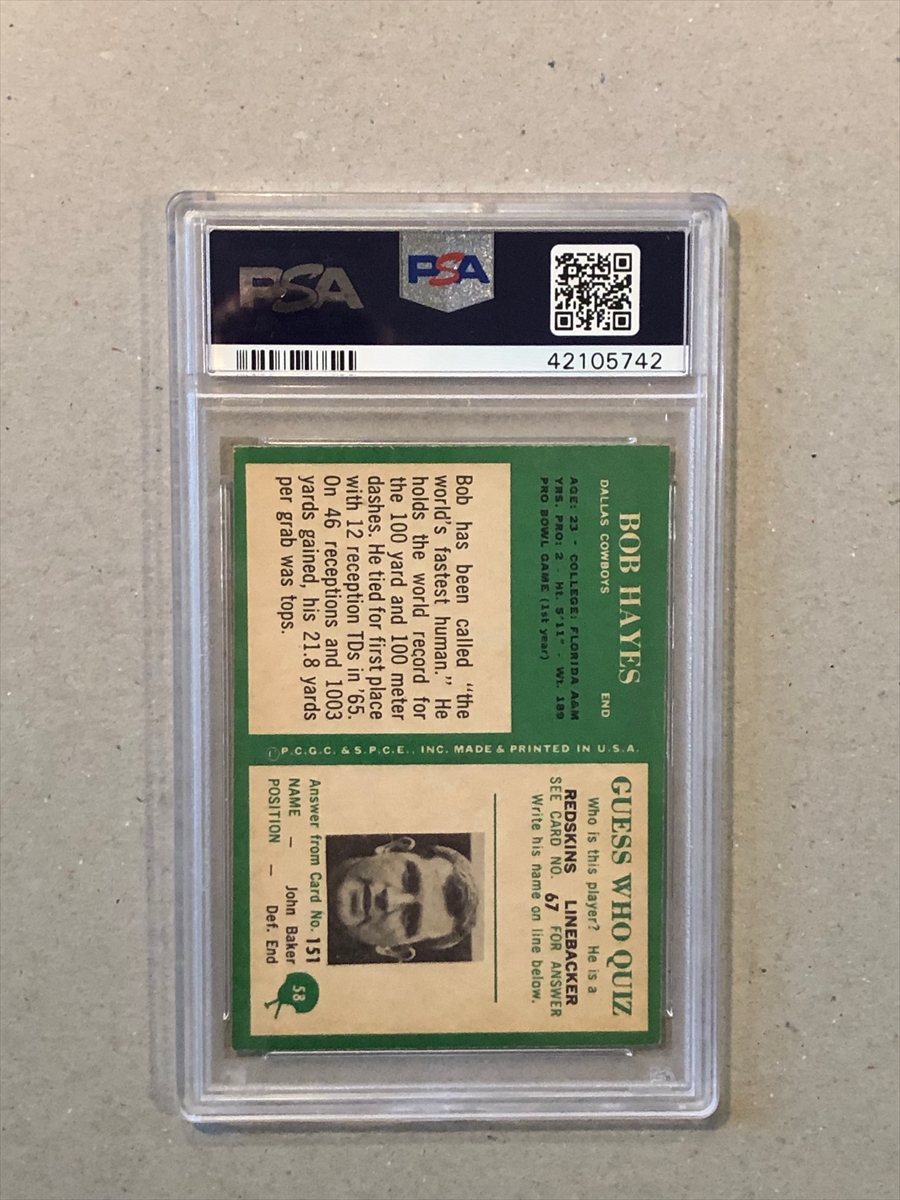 PSA
PSA
42105742
BOB HAYES
DALLAS COWBOYS END
AGE: 23 - COLLEGE: FLORIDA A&M
YRS. PRO: 2 - Ht. 5'11" - Wt. 189
PRO BOWL GAME (1st year)
Bob has been called "the
world's fastest human." He
holds the world record for
the 100 yard and 100 meter
dashes. He tied for first place
with 12 reception TDs in '65.
On 46 receptions and 1003
yards gained, his 21.8 yards
per grab was tops.
P.C.G.C. & S.P.C.E., INC. MADE & PRINTED IN U.S.A.
GUESS WHO QUIZ
Who is this player? He is a
REDSKINS LINEBACKER
SEE CARD NO. 67 FOR ANSWER
Write his name on line below.
Answer from Card No. 151
NAME — John Baker
POSITION — Def. End
58